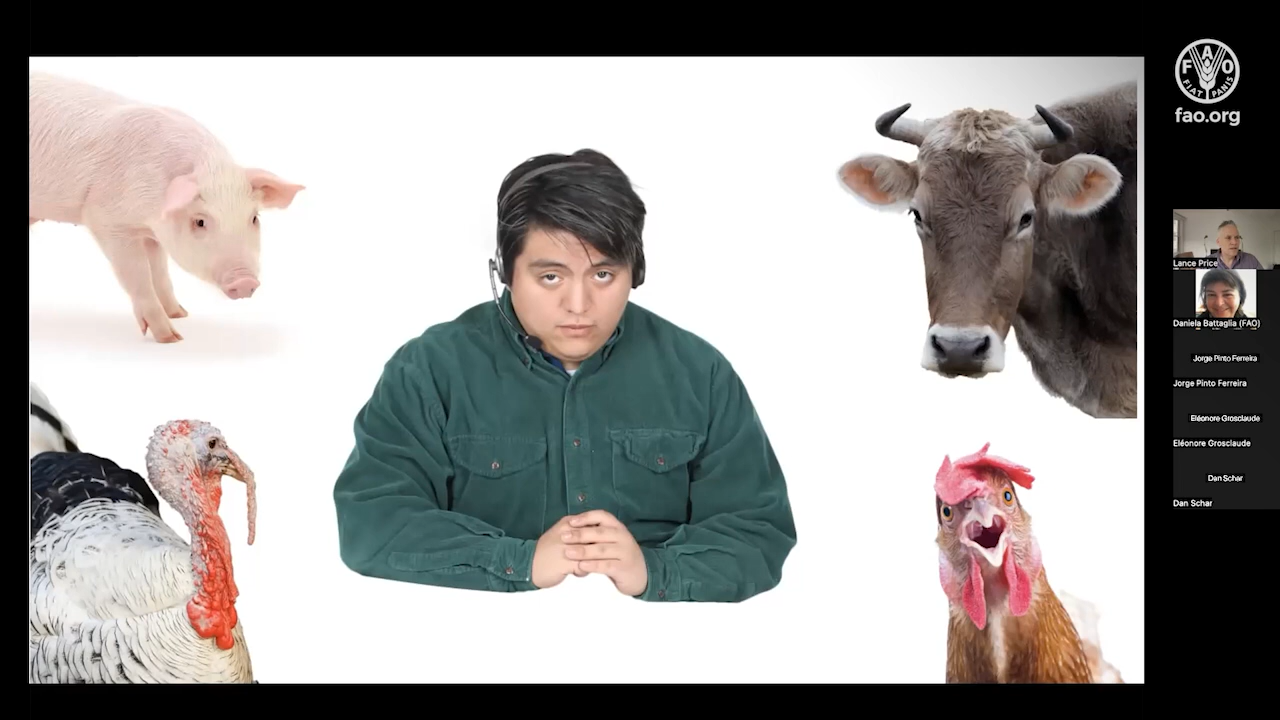 FAO
FIAT PANIS
fao.org
Lance Price
Daniela Battaglia (FAO)
Jorge Pinto Ferreira
Jorge Pinto Ferreira
Eléonore Grosclaude
Eléonore Grosclaude
Dan Schar
Dan Schar